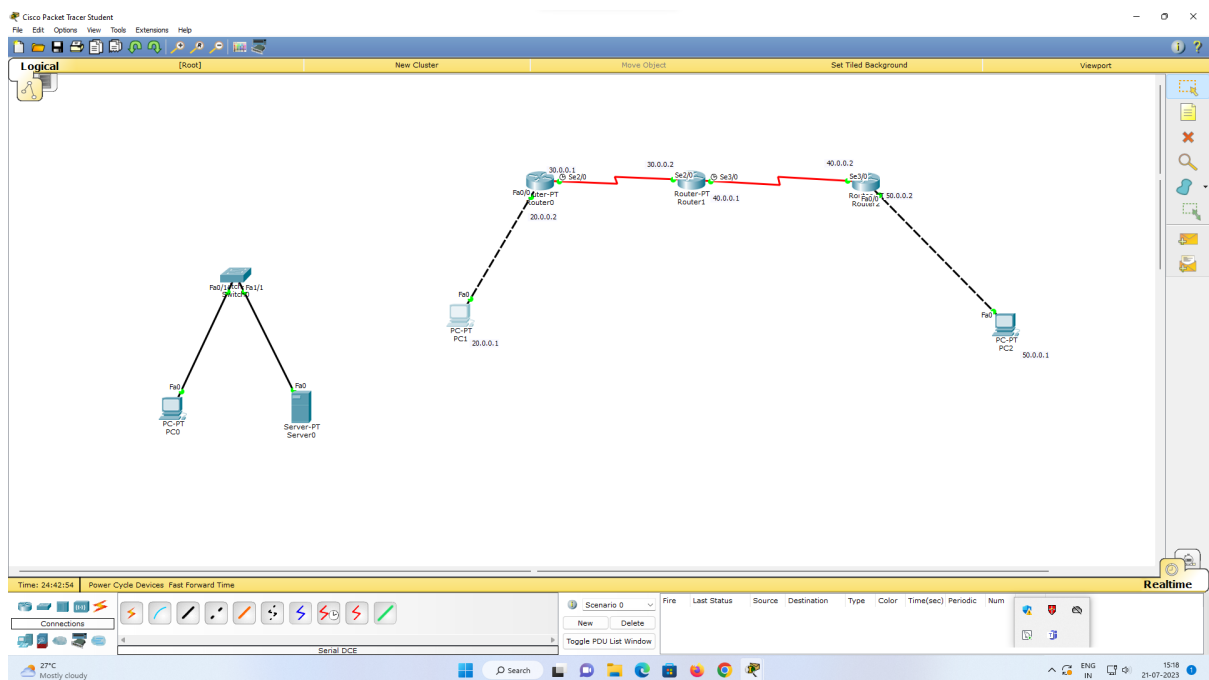 Cisco Packet Tracer Student
File Edit Options View Tools Extensions Help
Logical [Root] New Cluster Move Object Set Tiled Background Viewport
30.0.0.1 30.0.0.2 40.0.0.2
Se2/0 Se2/0 Se3/0 Se3/0
Fa0/0 Router-PT Fa0/0 50.0.0.2
Router0 Router1 40.0.0.1 Router2
20.0.0.2
Fa0/1 Fa1/1
Switch0
Fa0
PC-PT
PC1 20.0.0.1
Fa0
PC-PT
PC2 50.0.0.1
Fa0 Fa0
PC-PT Server-PT
PC0 Server0
Time: 24:42:54 Power Cycle Devices Fast Forward Time Realtime
Connections
Serial DCE
Scenario 0
New Delete
Toggle PDU List Window
Fire Last Status Source Destination Type Color Time(sec) Periodic Num
27°C
Mostly cloudy
Search
ENG
IN
15:18
21-07-2023
1